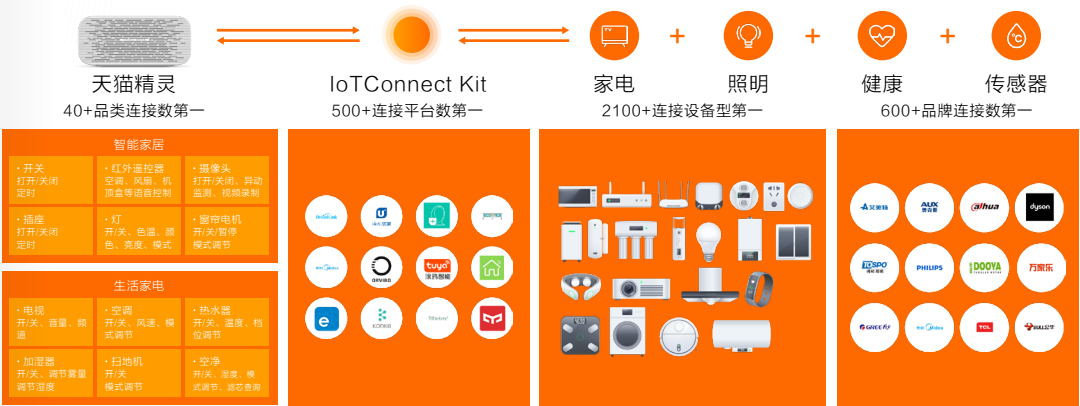 TV
℃
天猫精灵
IoTConnect Kit
家电
照明
健康
传感器
40+品类连接数第一
500+连接平台数第一
2100+连接设备型第一
600+品牌连接数第一
智能家居
·开关
打开/关闭
定时
·红外遥控器
空调、风扇、机
顶盒等语音控制
·摄像头
打开/关闭、异动
监测、视频录制
·插座
打开/关闭
定时
·灯
开/关、色温、颜
色、亮度、模式
·窗帘电机
开/关/暂停
模式调节
生活家电
·电视
开/关、音量、频
道
·空调
开/关、风速、模
式调节
·热水器
开/关、温度、档
位调节
·加湿器
开/关、调节雾量
调节湿度
·扫地机
开/关
模式调节
·空净
开/关、湿度、模
式调节、滤芯查询
BroadLink
Midea
ORVIBO
tuya
涂鸦智能
KONKE
艾美特
AUX
奥克斯
alhua
dyson
TOSPO
PHILIPS
DOOYA
万家乐
GREE
Midea
TCL
BULL公牛